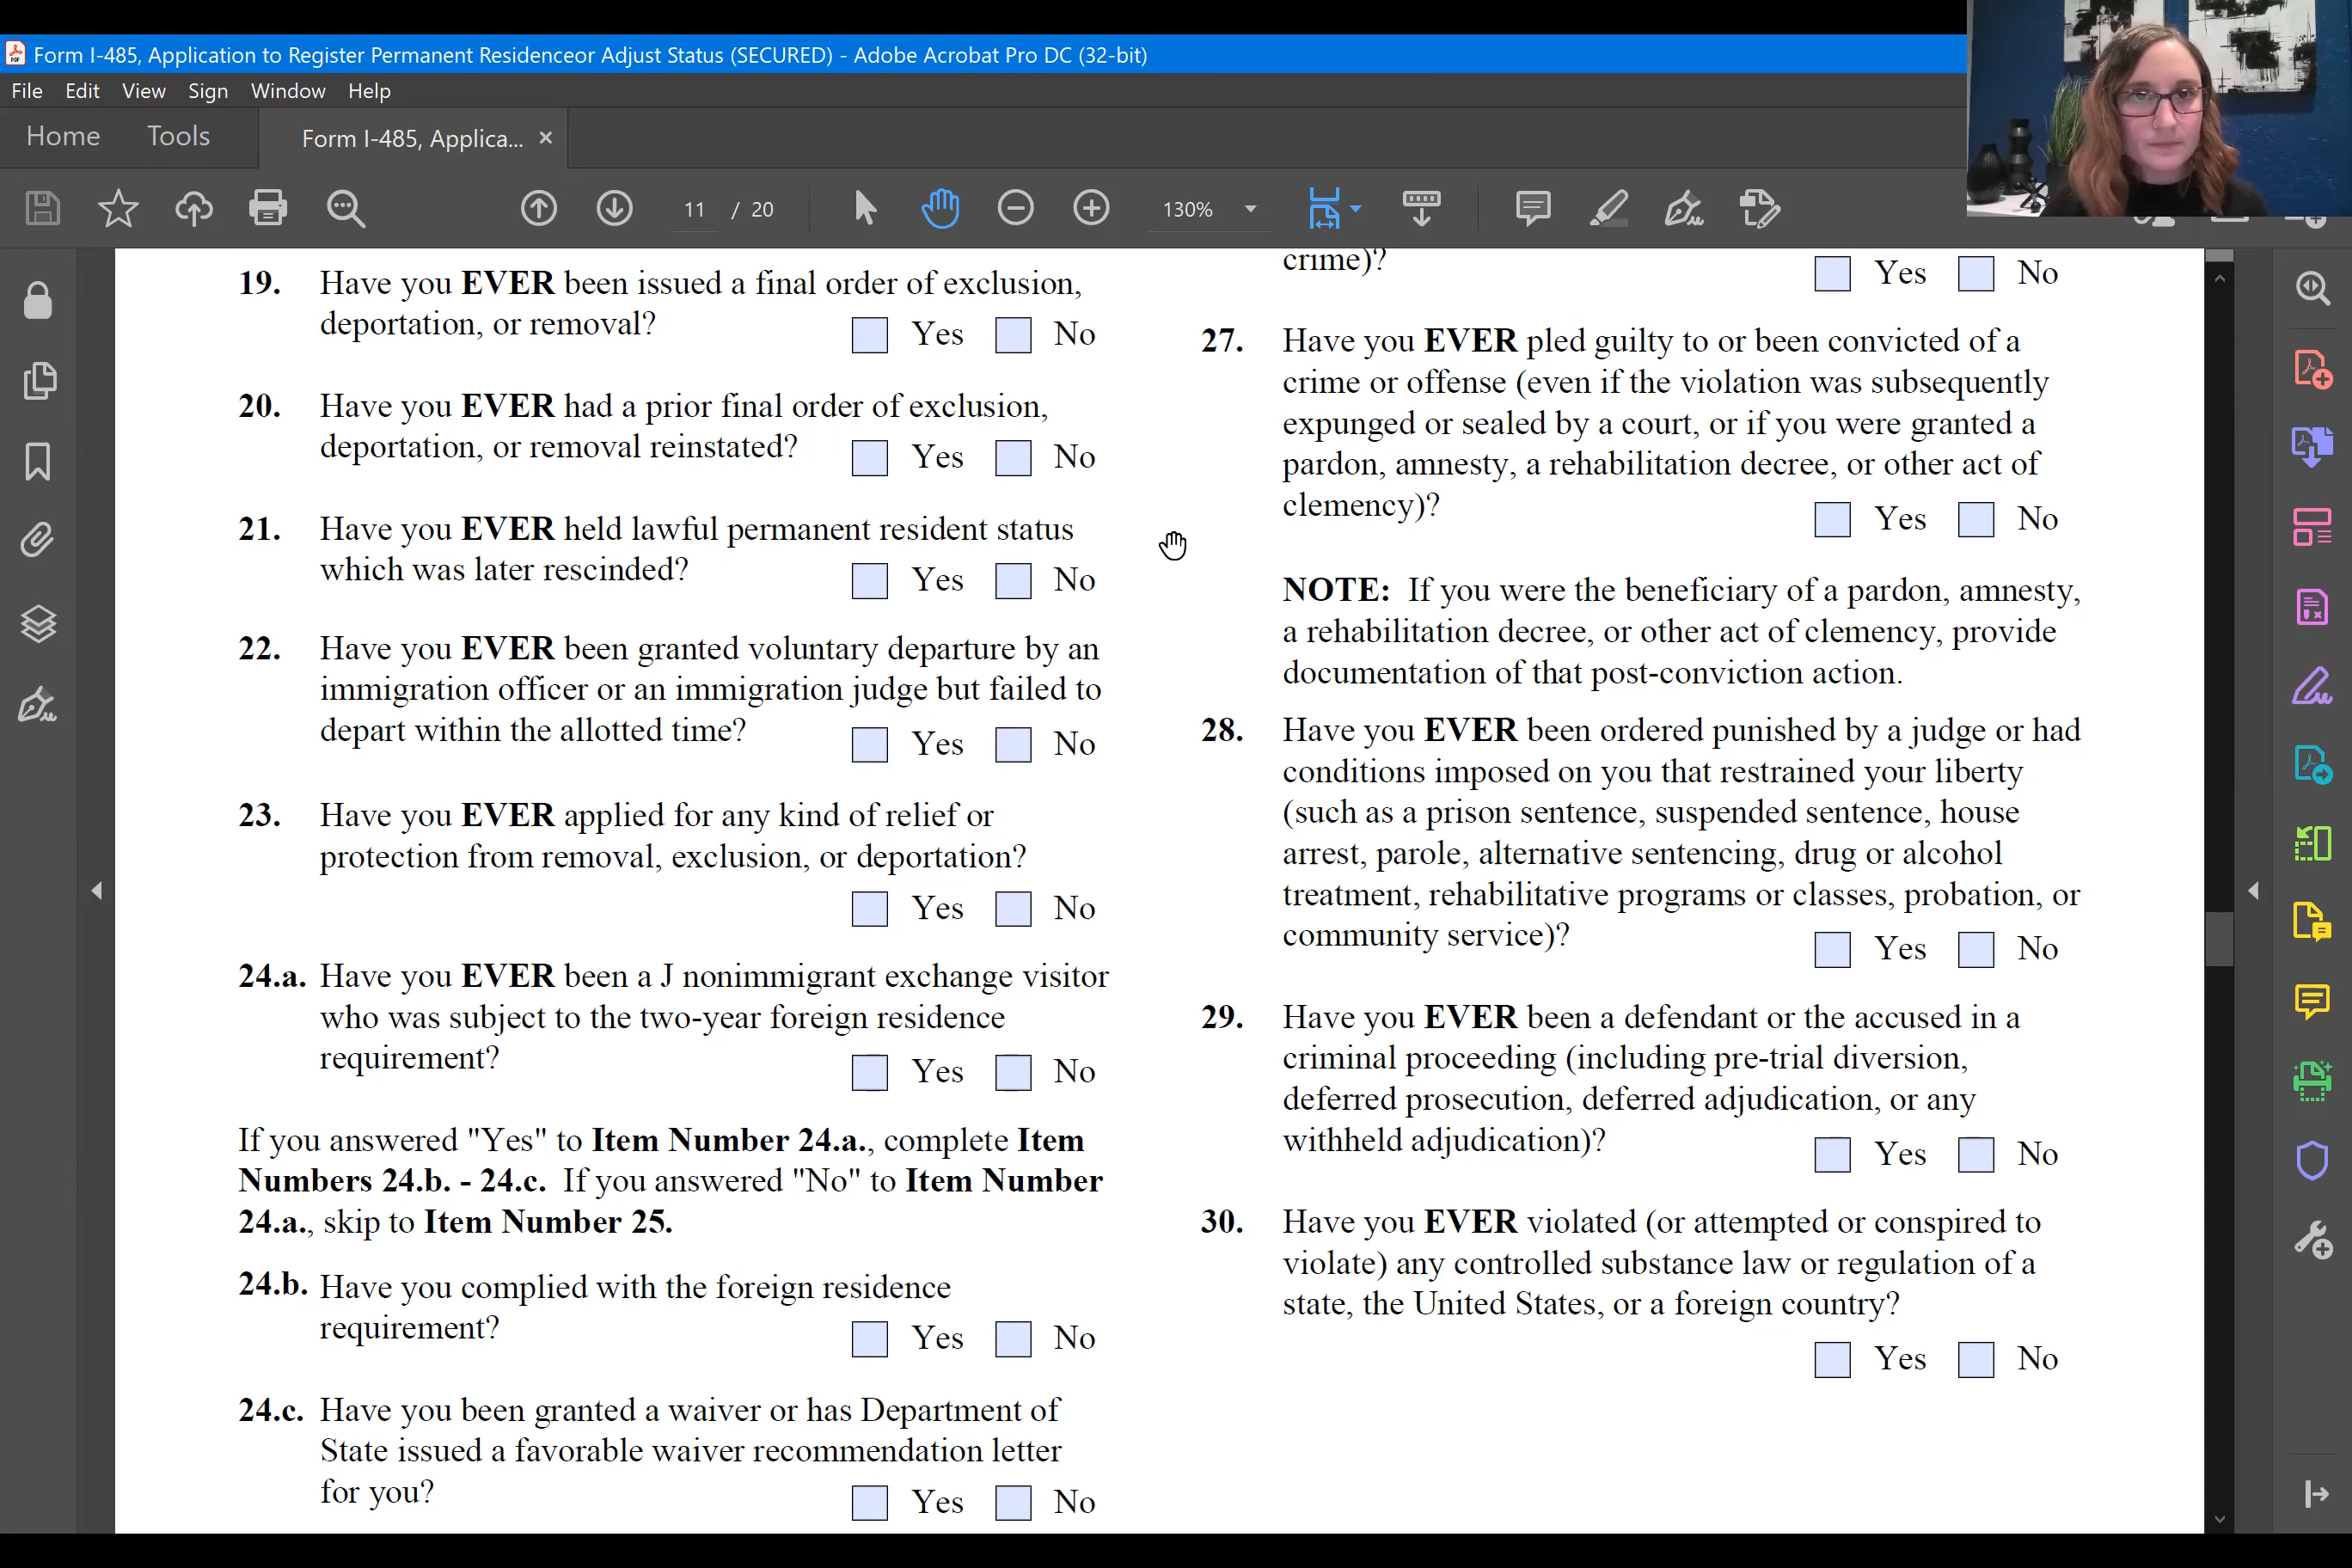 Form I-485, Application to Register Permanent Residenceor Adjust Status (SECURED) - Adobe Acrobat Pro DC (32-bit)
File Edit View Sign Window Help
Home Tools Form I-485, Applica... ×
11 / 20 130%
19. Have you EVER been issued a final order of exclusion,
deportation, or removal? Yes No
20. Have you EVER had a prior final order of exclusion,
deportation, or removal reinstated? Yes No
21. Have you EVER held lawful permanent resident status
which was later rescinded? Yes No
22. Have you EVER been granted voluntary departure by an
immigration officer or an immigration judge but failed to
depart within the allotted time? Yes No
23. Have you EVER applied for any kind of relief or
protection from removal, exclusion, or deportation?
Yes No
24.a. Have you EVER been a J nonimmigrant exchange visitor
who was subject to the two-year foreign residence
requirement? Yes No
If you answered "Yes" to Item Number 24.a., complete Item
Numbers 24.b. - 24.c. If you answered "No" to Item Number
24.a., skip to Item Number 25.
24.b. Have you complied with the foreign residence
requirement? Yes No
24.c. Have you been granted a waiver or has Department of
State issued a favorable waiver recommendation letter
for you? Yes No
crime)? Yes No
27. Have you EVER pled guilty to or been convicted of a
crime or offense (even if the violation was subsequently
expunged or sealed by a court, or if you were granted a
pardon, amnesty, a rehabilitation decree, or other act of
clemency)? Yes No
NOTE: If you were the beneficiary of a pardon, amnesty,
a rehabilitation decree, or other act of clemency, provide
documentation of that post-conviction action.
28. Have you EVER been ordered punished by a judge or had
conditions imposed on you that restrained your liberty
(such as a prison sentence, suspended sentence, house
arrest, parole, alternative sentencing, drug or alcohol
treatment, rehabilitative programs or classes, probation, or
community service)? Yes No
29. Have you EVER been a defendant or the accused in a
criminal proceeding (including pre-trial diversion,
deferred prosecution, deferred adjudication, or any
withheld adjudication)? Yes No
30. Have you EVER violated (or attempted or conspired to
violate) any controlled substance law or regulation of a
state, the United States, or a foreign country?
Yes No